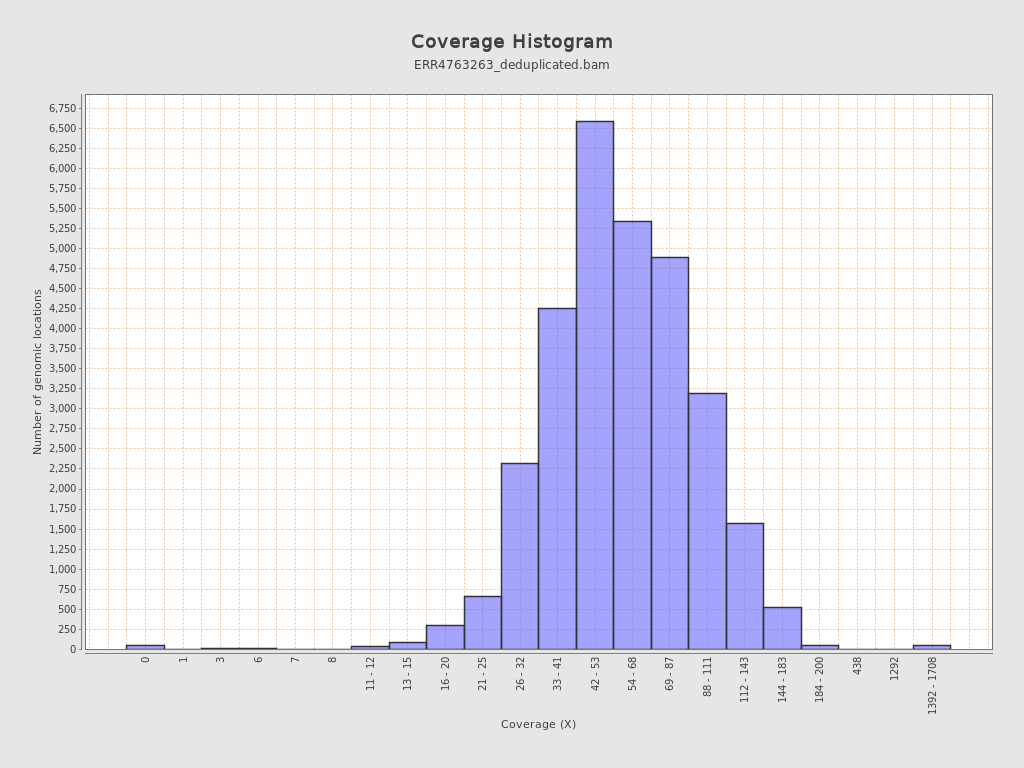 Coverage Histogram
ERR4763263_deduplicated.bam
Number of genomic locations
6,750
6,500
6,250
6,000
5,750
5,500
5,250
5,000
4,750
4,500
4,250
4,000
3,750
3,500
3,250
3,000
2,750
2,500
2,250
2,000
1,750
1,500
1,250
1,000
750
500
250
0
0
1
3
6
7
8
11 - 12
13 - 15
16 - 20
21 - 25
26 - 32
33 - 41
42 - 53
54 - 68
69 - 87
88 - 111
112 - 143
144 - 183
184 - 200
438
1292
1392 - 1708
Coverage (X)